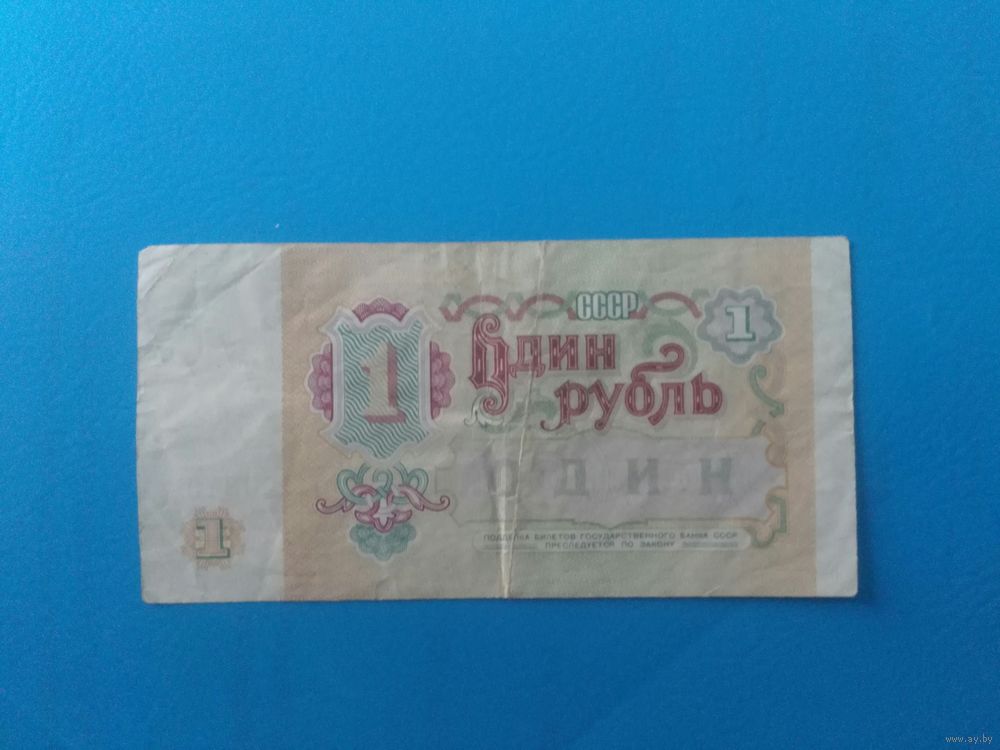 СССР
1
1
Один
рубль
ОДИН
1
ПОДДЕЛКА БИЛЕТОВ ГОСУДАРСТВЕННОГО БАНКА СССР
ПРЕСЛЕДУЕТСЯ ПО ЗАКОНУ
www.ay.by